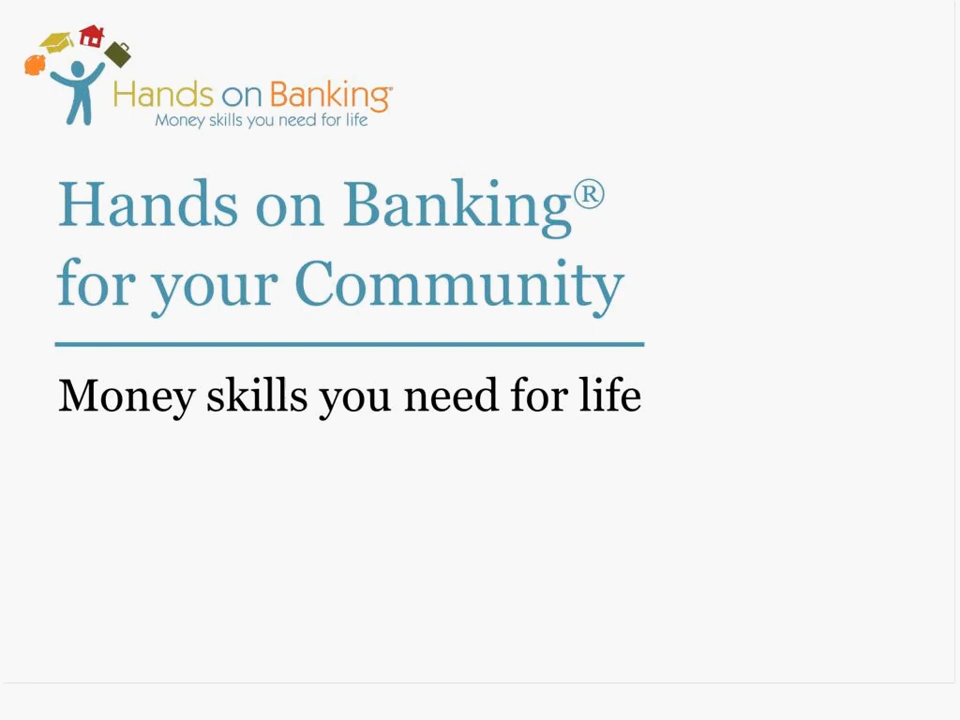 Hands on Banking®
Money skills you need for life
Hands on Banking®
for your Community
Money skills you need for life